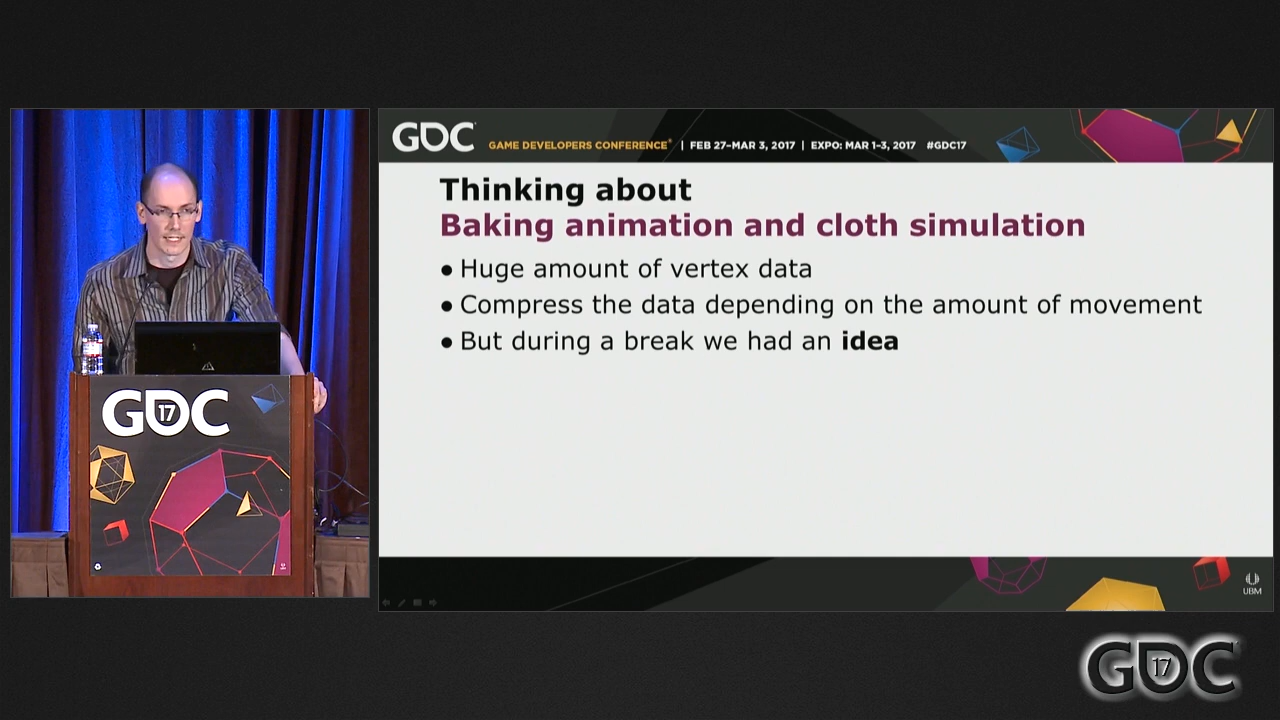 GDC
GAME DEVELOPERS CONFERENCE® | FEB 27–MAR 3, 2017 | EXPO: MAR 1–3, 2017 #GDC17
Thinking about
Baking animation and cloth simulation
● Huge amount of vertex data
● Compress the data depending on the amount of movement
● But during a break we had an idea
GDC
17
UBM
GDC
17